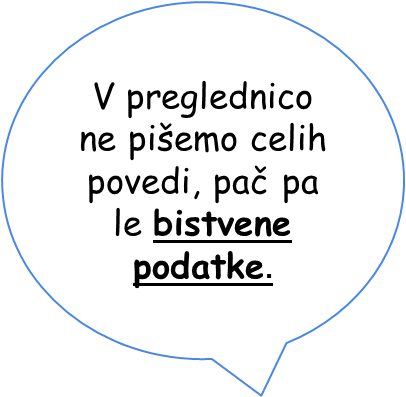 V preglednico
ne pišemo celih
povedi, pač pa
le bistvene
podatke.